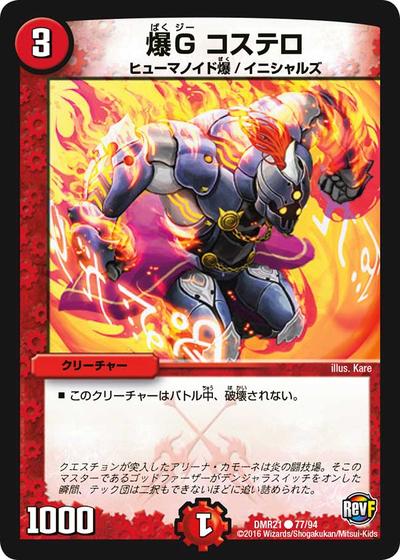 3
ばく ジー
爆G コステロ
ばく
ヒューマノイド爆 / イニシャルズ
クリーチャー
illus. Kare
ちゅう は かい
■ このクリーチャーはバトル中、破壊されない。
クエスチョンが突入したアリーナ・カモーネは炎の闘技場。そこの
マスターであるゴッドファーザーがデンジャラスイッチをオンした
瞬間、テック団は二択もできないほどに追い詰められた。
1000
1
DMR21 ● 77/94
©2016 Wizards/Shogakukan/Mitsui-Kids
RevF